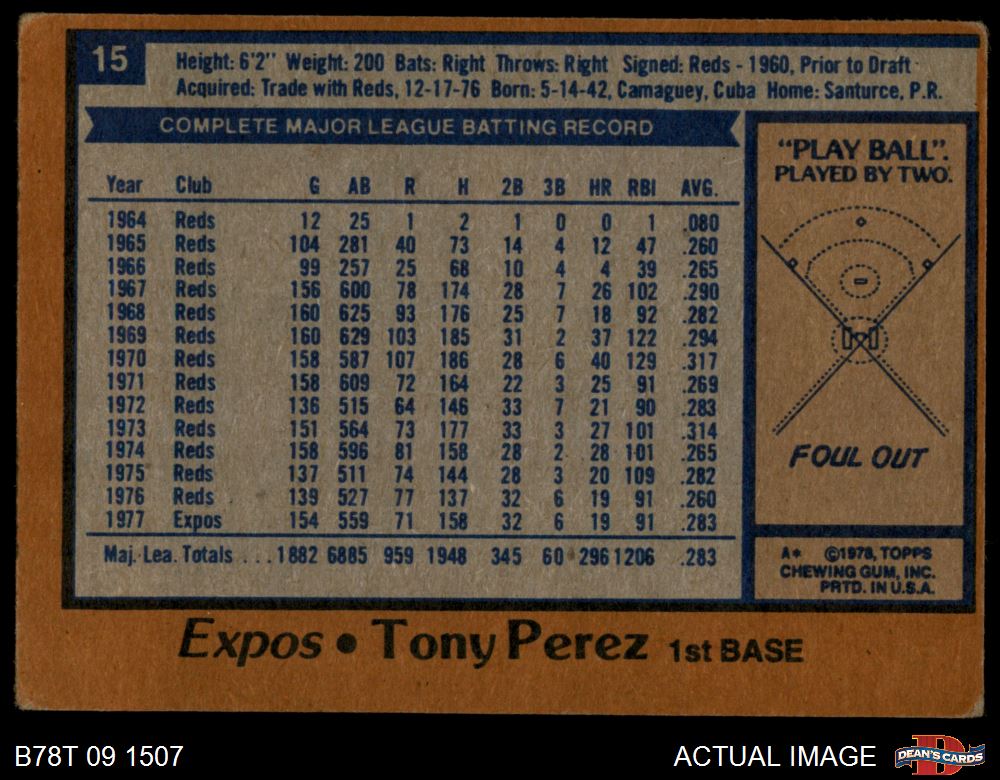 15
Height: 6'2" Weight: 200 Bats: Right Throws: Right Signed: Reds - 1960, Prior to Draft
Acquired: Trade with Reds, 12-17-76 Born: 5-14-42, Camaguey, Cuba Home: Santurce, P.R.
COMPLETE MAJOR LEAGUE BATTING RECORD
Year Club G AB R H 2B 3B HR RBI AVG.
1964 Reds 12 25 1 2 1 0 0 1 .080
1965 Reds 104 281 40 73 14 4 12 47 .260
1966 Reds 99 257 25 68 10 4 4 39 .265
1967 Reds 156 600 78 174 28 7 26 102 .290
1968 Reds 160 625 93 176 25 7 18 92 .282
1969 Reds 160 629 103 185 31 2 37 122 .294
1970 Reds 158 587 107 186 28 6 40 129 .317
1971 Reds 158 609 72 164 22 3 25 91 .269
1972 Reds 136 515 64 146 33 7 21 90 .283
1973 Reds 151 564 73 177 33 3 27 101 .314
1974 Reds 158 596 81 158 28 2 28 101 .265
1975 Reds 137 511 74 144 28 3 20 109 .282
1976 Reds 139 527 77 137 32 6 19 91 .260
1977 Expos 154 559 71 158 32 6 19 91 .283
Maj. Lea. Totals ... 1882 6885 959 1948 345 60 296 1206 .283
"PLAY BALL".
PLAYED BY TWO.
FOUL OUT
A* ©1978, TOPPS
CHEWING GUM, INC.
PRTD. IN U.S.A.
Expos • Tony Perez 1st BASE
B78T 09 1507
ACTUAL IMAGE
DEAN'S CARDS